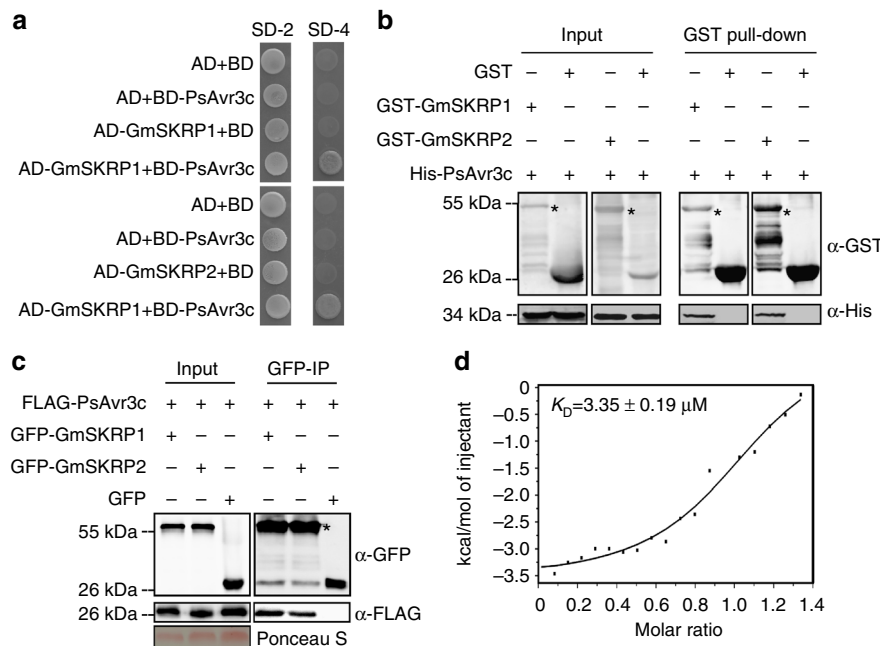 a
SD-2 SD-4
AD+BD
AD+BD-PsAvr3c
AD-GmSKRP1+BD
AD-GmSKRP1+BD-PsAvr3c
AD+BD
AD+BD-PsAvr3c
AD-GmSKRP2+BD
AD-GmSKRP1+BD-PsAvr3c
b
Input GST pull-down
GST − + − + − + − +
GST-GmSKRP1 + − − − + − − −
GST-GmSKRP2 − − + − − − + −
His-PsAvr3c + + + + + + + +
55 kDa -- * * * *
α-GST
26 kDa --
34 kDa -- α-His
c
Input GFP-IP
FLAG-PsAvr3c + + + + + +
GFP-GmSKRP1 + − − + − −
GFP-GmSKRP2 − + − − + −
GFP − − + − − +
55 kDa -- *
α-GFP
26 kDa --
26 kDa -- α-FLAG
Ponceau S
d
KD=3.35 ± 0.19 μM
kcal/mol of injectant
0
−0.5
−1.0
−1.5
−2.0
−2.5
−3.0
−3.5
0 0.2 0.4 0.6 0.8 1.0 1.2 1.4
Molar ratio